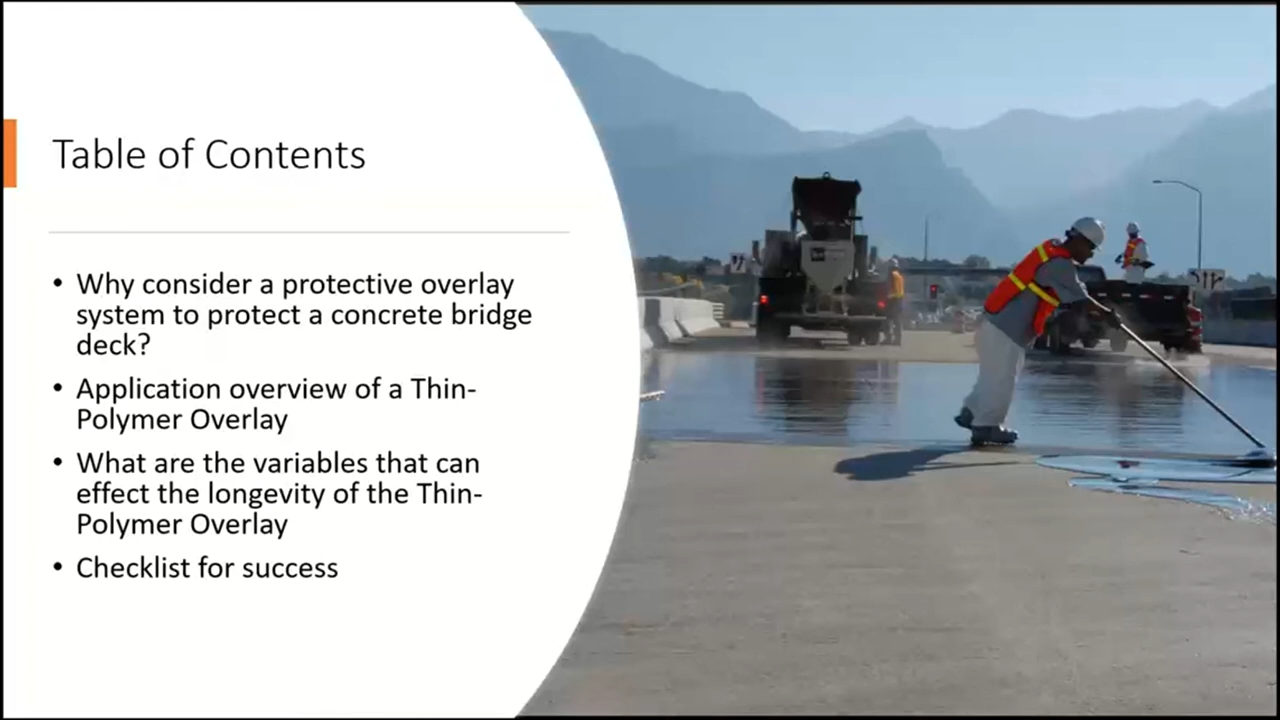 Table of Contents
• Why consider a protective overlay
system to protect a concrete bridge
deck?
• Application overview of a Thin-
Polymer Overlay
• What are the variables that can
effect the longevity of the Thin-
Polymer Overlay
• Checklist for success